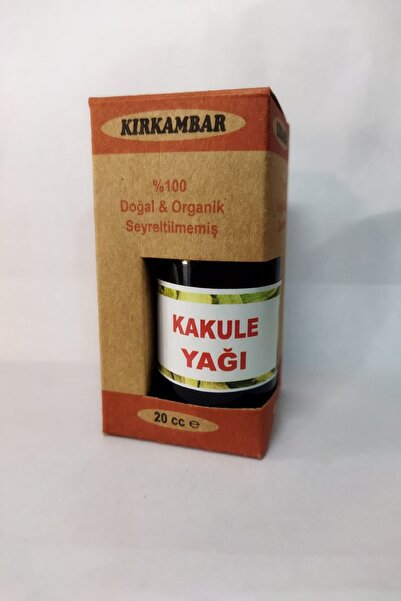 KIRKAMBAR
%100
Doğal & Organik
Seyreltilmemiş
KAKULE
YAĞI
20 cc ℮